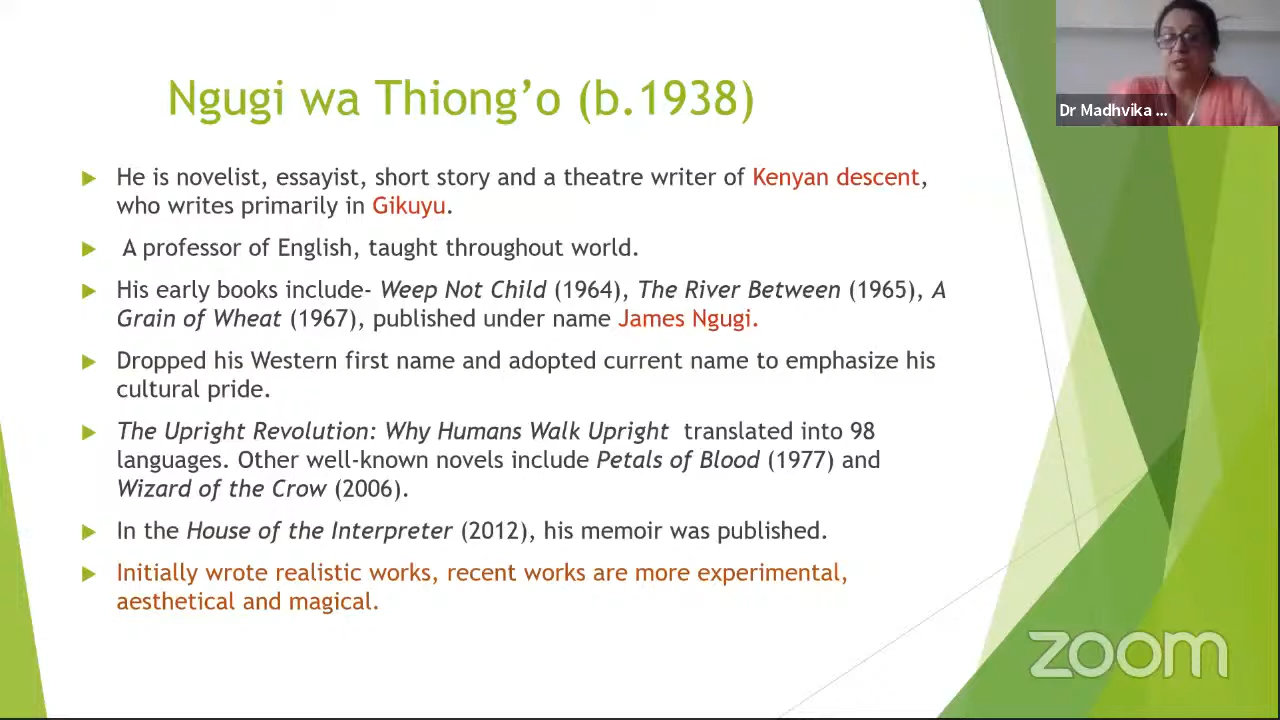 Ngugi wa Thiong’o (b.1938)
Dr Madhvika ...
He is novelist, essayist, short story and a theatre writer of Kenyan descent,
who writes primarily in Gikuyu.
A professor of English, taught throughout world.
His early books include- Weep Not Child (1964), The River Between (1965), A
Grain of Wheat (1967), published under name James Ngugi.
Dropped his Western first name and adopted current name to emphasize his
cultural pride.
The Upright Revolution: Why Humans Walk Upright translated into 98
languages. Other well-known novels include Petals of Blood (1977) and
Wizard of the Crow (2006).
In the House of the Interpreter (2012), his memoir was published.
Initially wrote realistic works, recent works are more experimental,
aesthetical and magical.
zoom